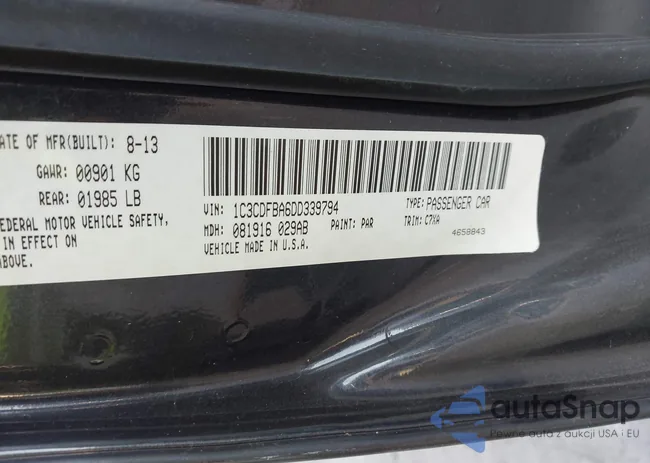 ATE OF MFR(BUILT): 8-13
GAWR: 00901 KG
REAR: 01985 LB
EDERAL MOTOR VEHICLE SAFETY,
IN EFFECT ON
ABOVE.
VIN: 1C3CDFBA6DD339794
TYPE: PASSENGER CAR
MDH: 081916 029AB
PAINT: PAR
TRIM: C7XA
VEHICLE MADE IN U.S.A.
4658843
autaSnap
Pewne auta z aukcji USA i EU